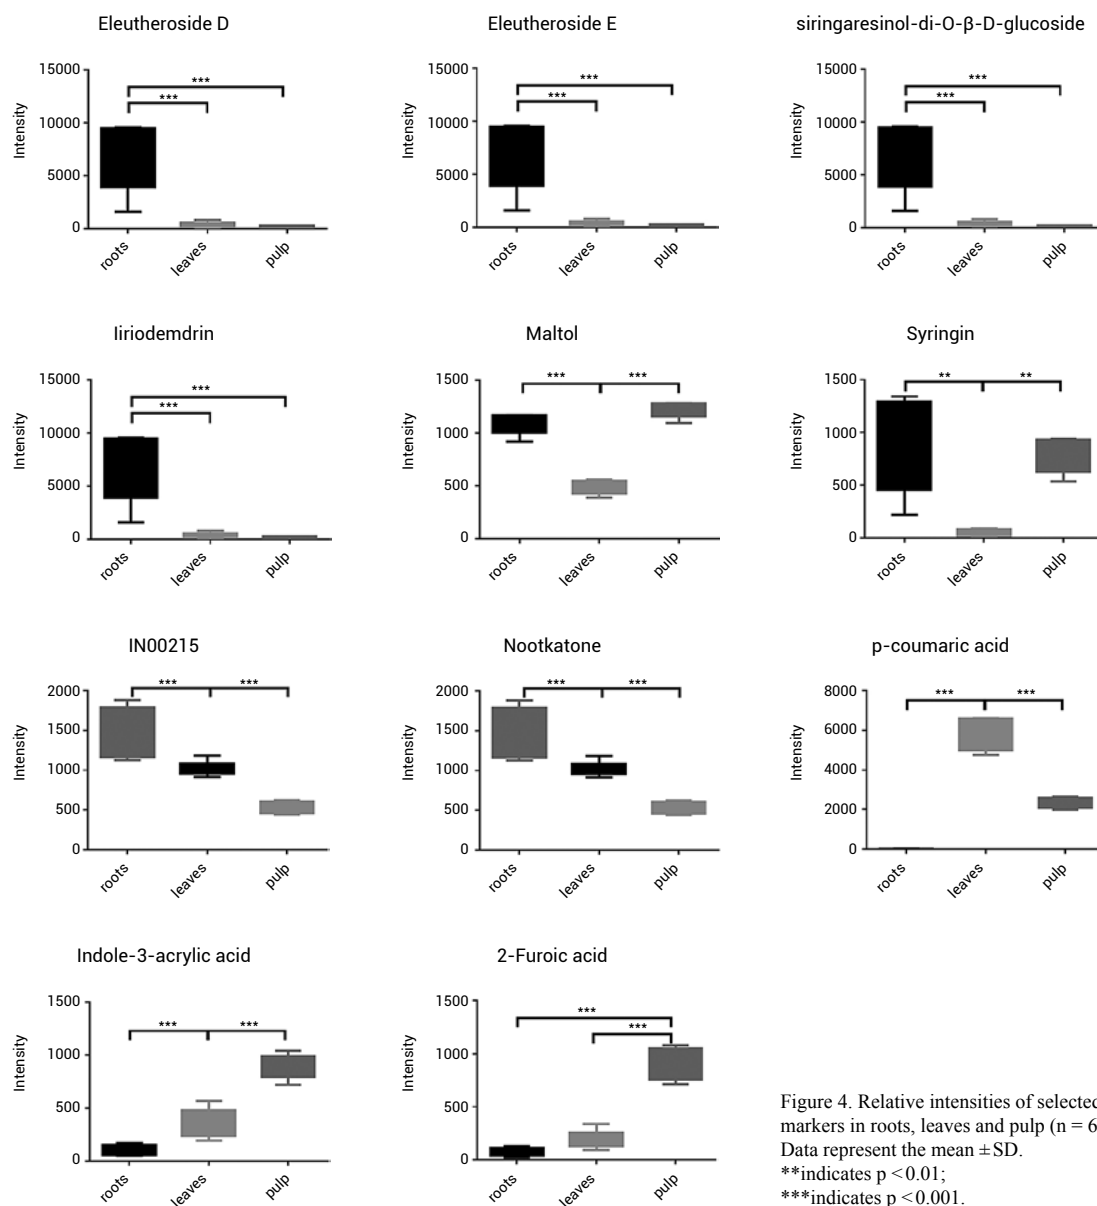 Eleutheroside D
Eleutheroside E
siringaresinol-di-O-β-D-glucoside
Intensity
15000
10000
5000
0
***
***
roots
leaves
pulp
Intensity
15000
10000
5000
0
***
***
roots
leaves
pulp
Intensity
15000
10000
5000
0
***
***
roots
leaves
pulp
Iiriodemdrin
Maltol
Syringin
Intensity
15000
10000
5000
0
***
***
roots
leaves
pulp
Intensity
1500
1000
500
0
*** ***
roots
leaves
pulp
Intensity
1500
1000
500
0
** **
roots
leaves
pulp
IN00215
Nootkatone
p-coumaric acid
Intensity
2000
1500
1000
500
0
*** ***
roots
leaves
pulp
Intensity
2000
1500
1000
500
0
*** ***
roots
leaves
pulp
Intensity
8000
6000
4000
2000
0
*** ***
roots
leaves
pulp
Indole-3-acrylic acid
2-Furoic acid
Intensity
1500
1000
500
0
*** ***
roots
leaves
pulp
Intensity
1500
1000
500
0
***
***
roots
leaves
pulp
Figure 4. Relative intensities of selected
markers in roots, leaves and pulp (n = 6
Data represent the mean ±SD.
**indicates p <0.01;
***indicates p <0.001.